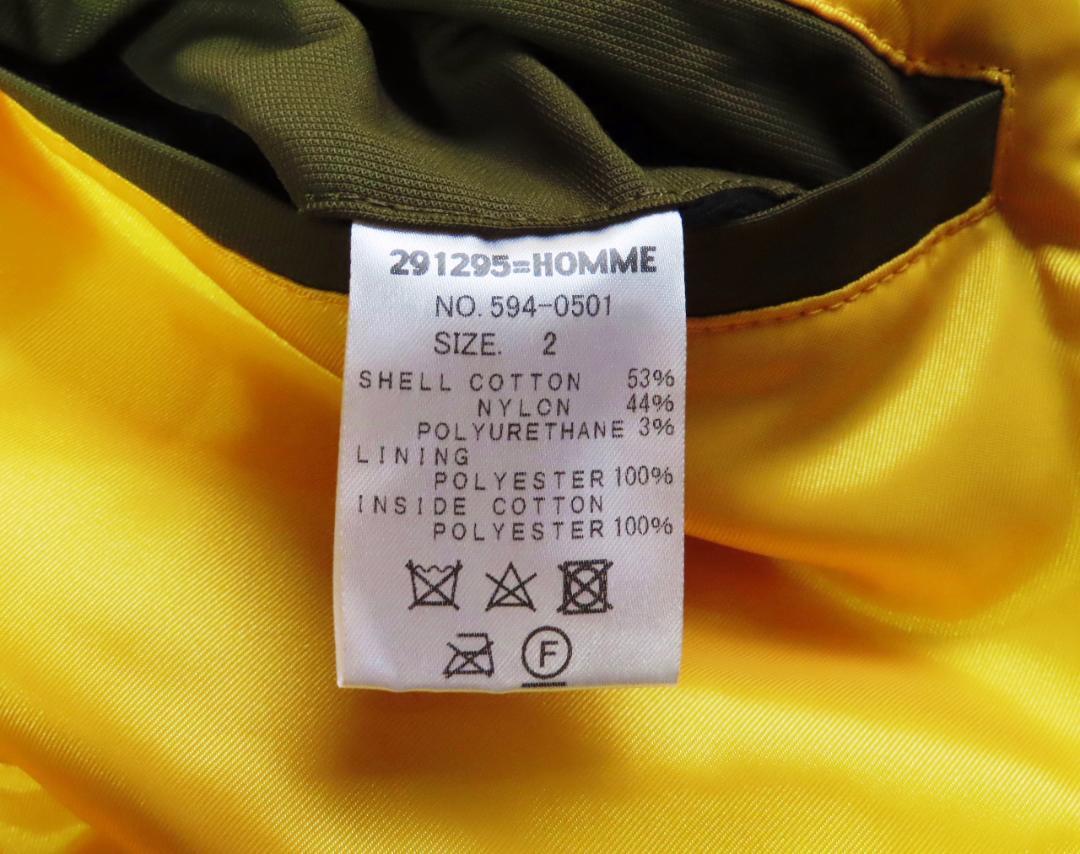 291295=HOMME
NO. 594-0501
SIZE. 2
SHELL COTTON 53%
NYLON 44%
POLYURETHANE 3%
LINING
POLYESTER 100%
INSIDE COTTON
POLYESTER 100%
F